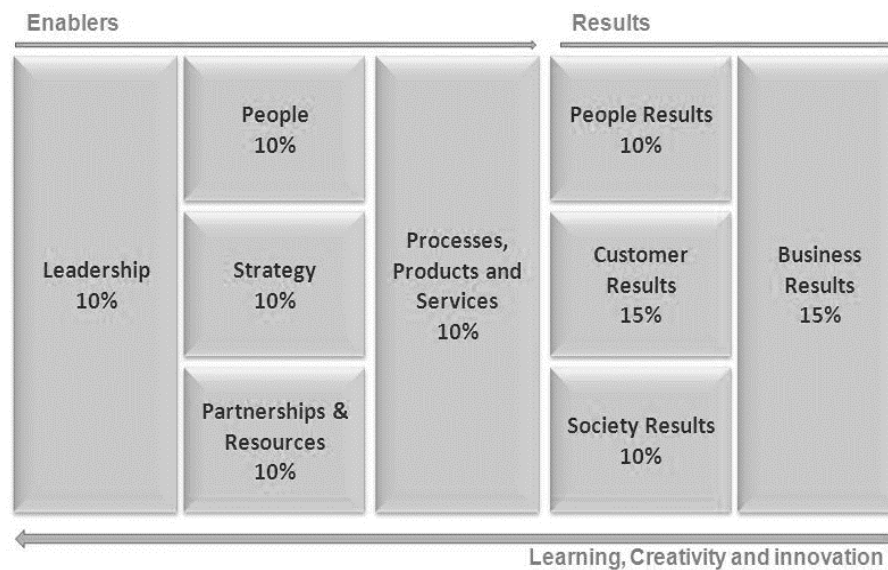 Enablers
Results
Leadership
10%
People
10%
Strategy
10%
Partnerships &
Resources
10%
Processes,
Products and
Services
10%
People Results
10%
Customer
Results
15%
Society Results
10%
Business
Results
15%
Learning, Creativity and innovation